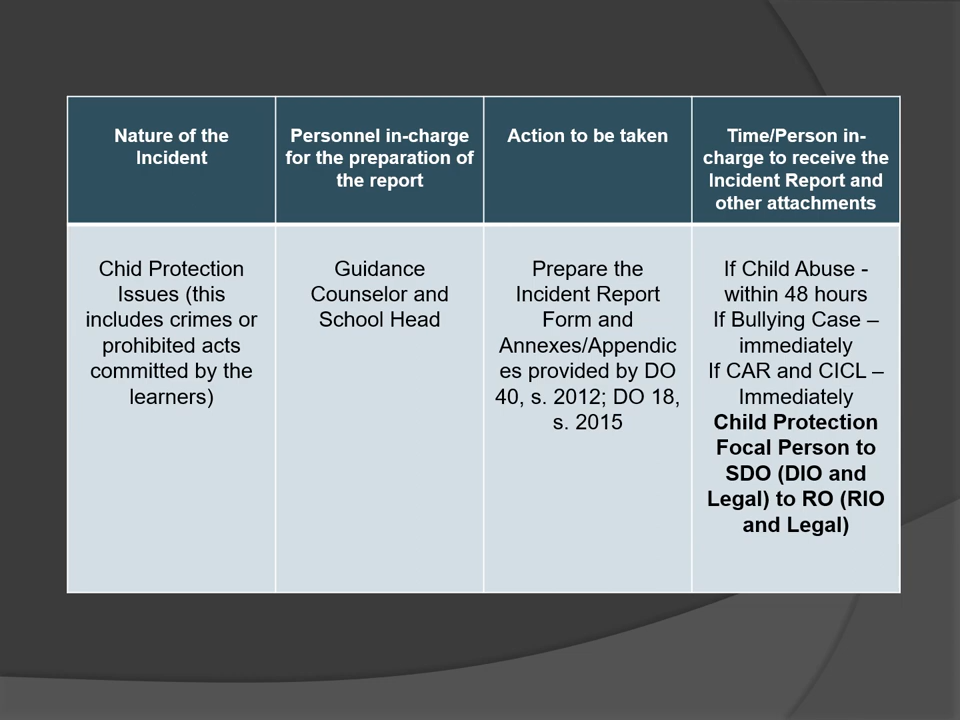 Nature of the
Incident
Personnel in-charge
for the preparation of
the report
Action to be taken
Time/Person in-
charge to receive the
Incident Report and
other attachments
Chid Protection
Issues (this
includes crimes or
prohibited acts
committed by the
learners)
Guidance
Counselor and
School Head
Prepare the
Incident Report
Form and
Annexes/Appendic
es provided by DO
40, s. 2012; DO 18,
s. 2015
If Child Abuse -
within 48 hours
If Bullying Case –
immediately
If CAR and CICL –
Immediately
Child Protection
Focal Person to
SDO (DIO and
Legal) to RO (RIO
and Legal)